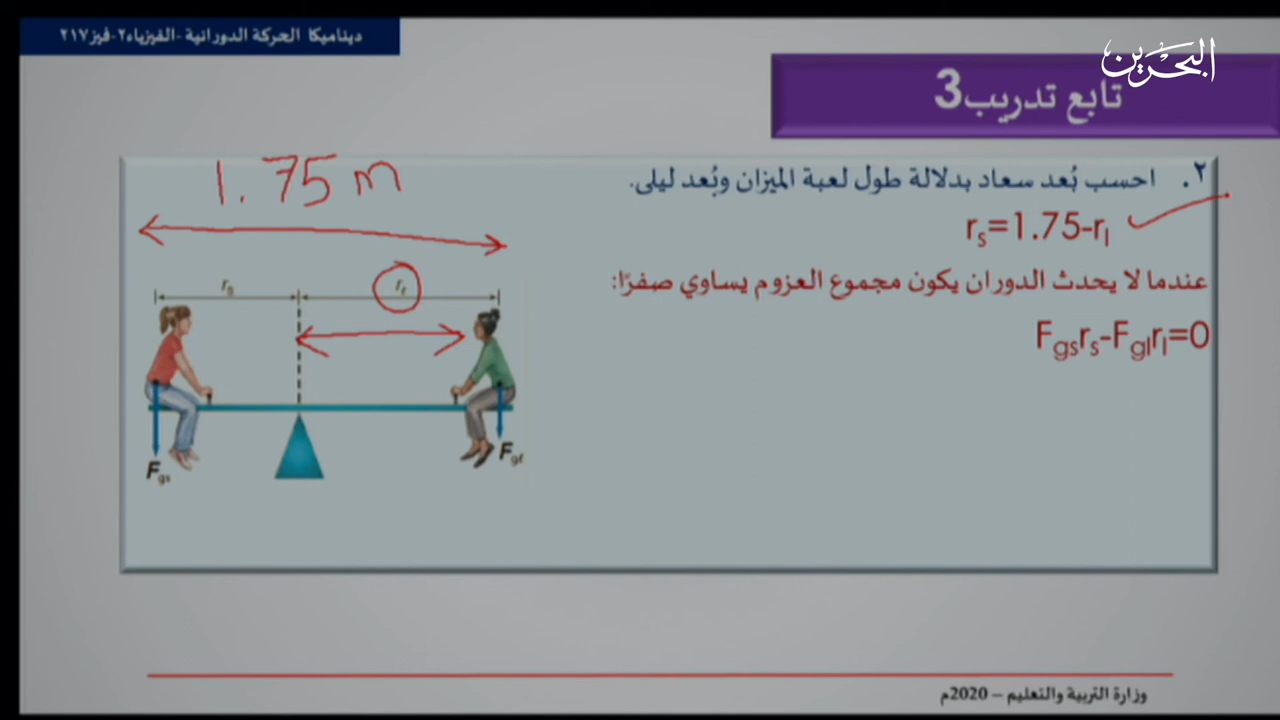 ديناميكا الحركة الدورانية -الفيزياء٢-فيز٢١٧
البحرين
تابع تدريب3
٢. احسب بُعد سعاد بدلالة طول لعبة الميزان وبُعد ليلى.
rs=1.75-rl
عندما لا يحدث الدوران يكون مجموع العزوم يساوي صفرًا:
Fgsrs-Fglrl=0
1.75 m
rs
rℓ
Fgs
Fgℓ
وزارة التربية والتعليم – 2020م